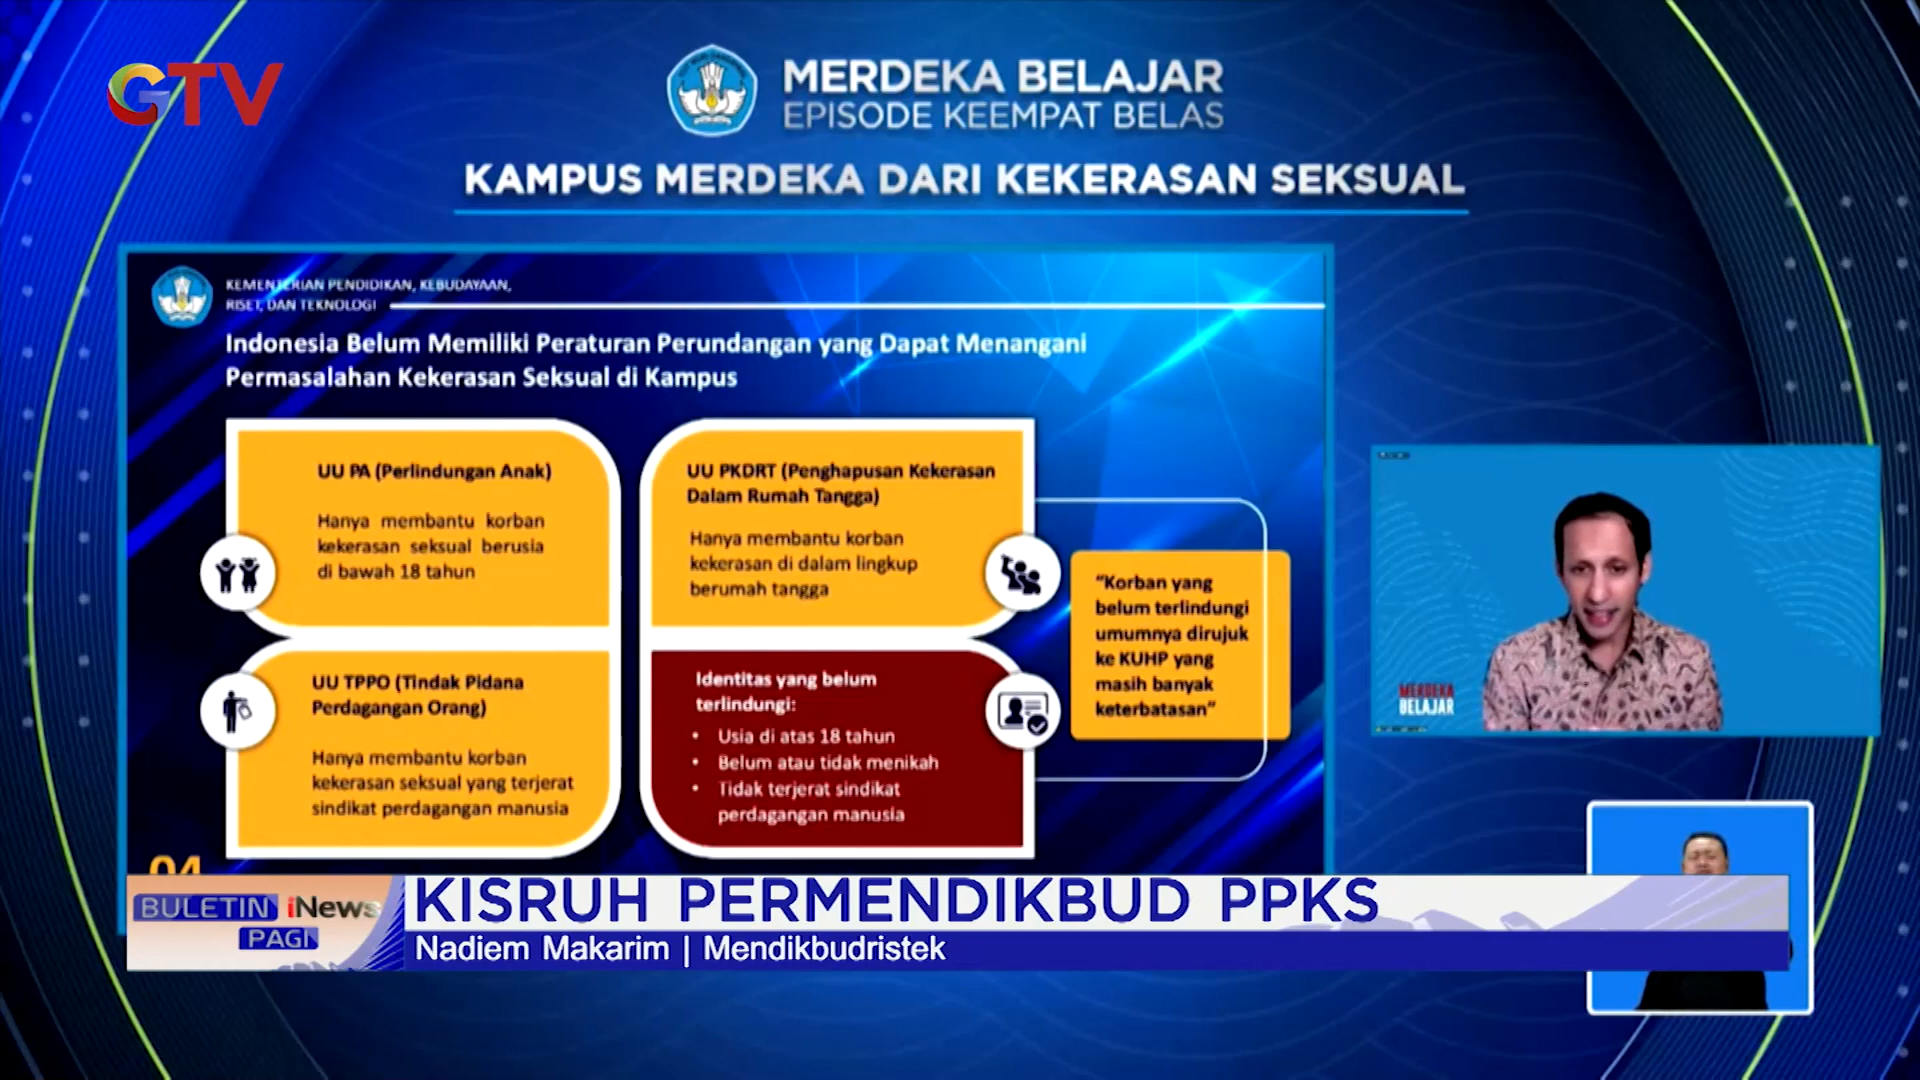 GTV
MERDEKA BELAJAR
EPISODE KEEMPAT BELAS
KAMPUS MERDEKA DARI KEKERASAN SEKSUAL
KEMENTERIAN PENDIDIKAN, KEBUDAYAAN,
RISET, DAN TEKNOLOGI
Indonesia Belum Memiliki Peraturan Perundangan yang Dapat Menangani
Permasalahan Kekerasan Seksual di Kampus
UU PA (Perlindungan Anak)
Hanya membantu korban
kekerasan seksual berusia
di bawah 18 tahun
UU PKDRT (Penghapusan Kekerasan
Dalam Rumah Tangga)
Hanya membantu korban
kekerasan di dalam lingkup
berumah tangga
UU TPPO (Tindak Pidana
Perdagangan Orang)
Hanya membantu korban
kekerasan seksual yang terjerat
sindikat perdagangan manusia
Identitas yang belum
terlindungi:
• Usia di atas 18 tahun
• Belum atau tidak menikah
• Tidak terjerat sindikat
perdagangan manusia
“Korban yang
belum terlindungi
umumnya dirujuk
ke KUHP yang
masih banyak
keterbatasan”
MERDEKA
BELAJAR
04
BULETIN iNews
PAGI
KISRUH PERMENDIKBUD PPKS
Nadiem Makarim | Mendikbudristek